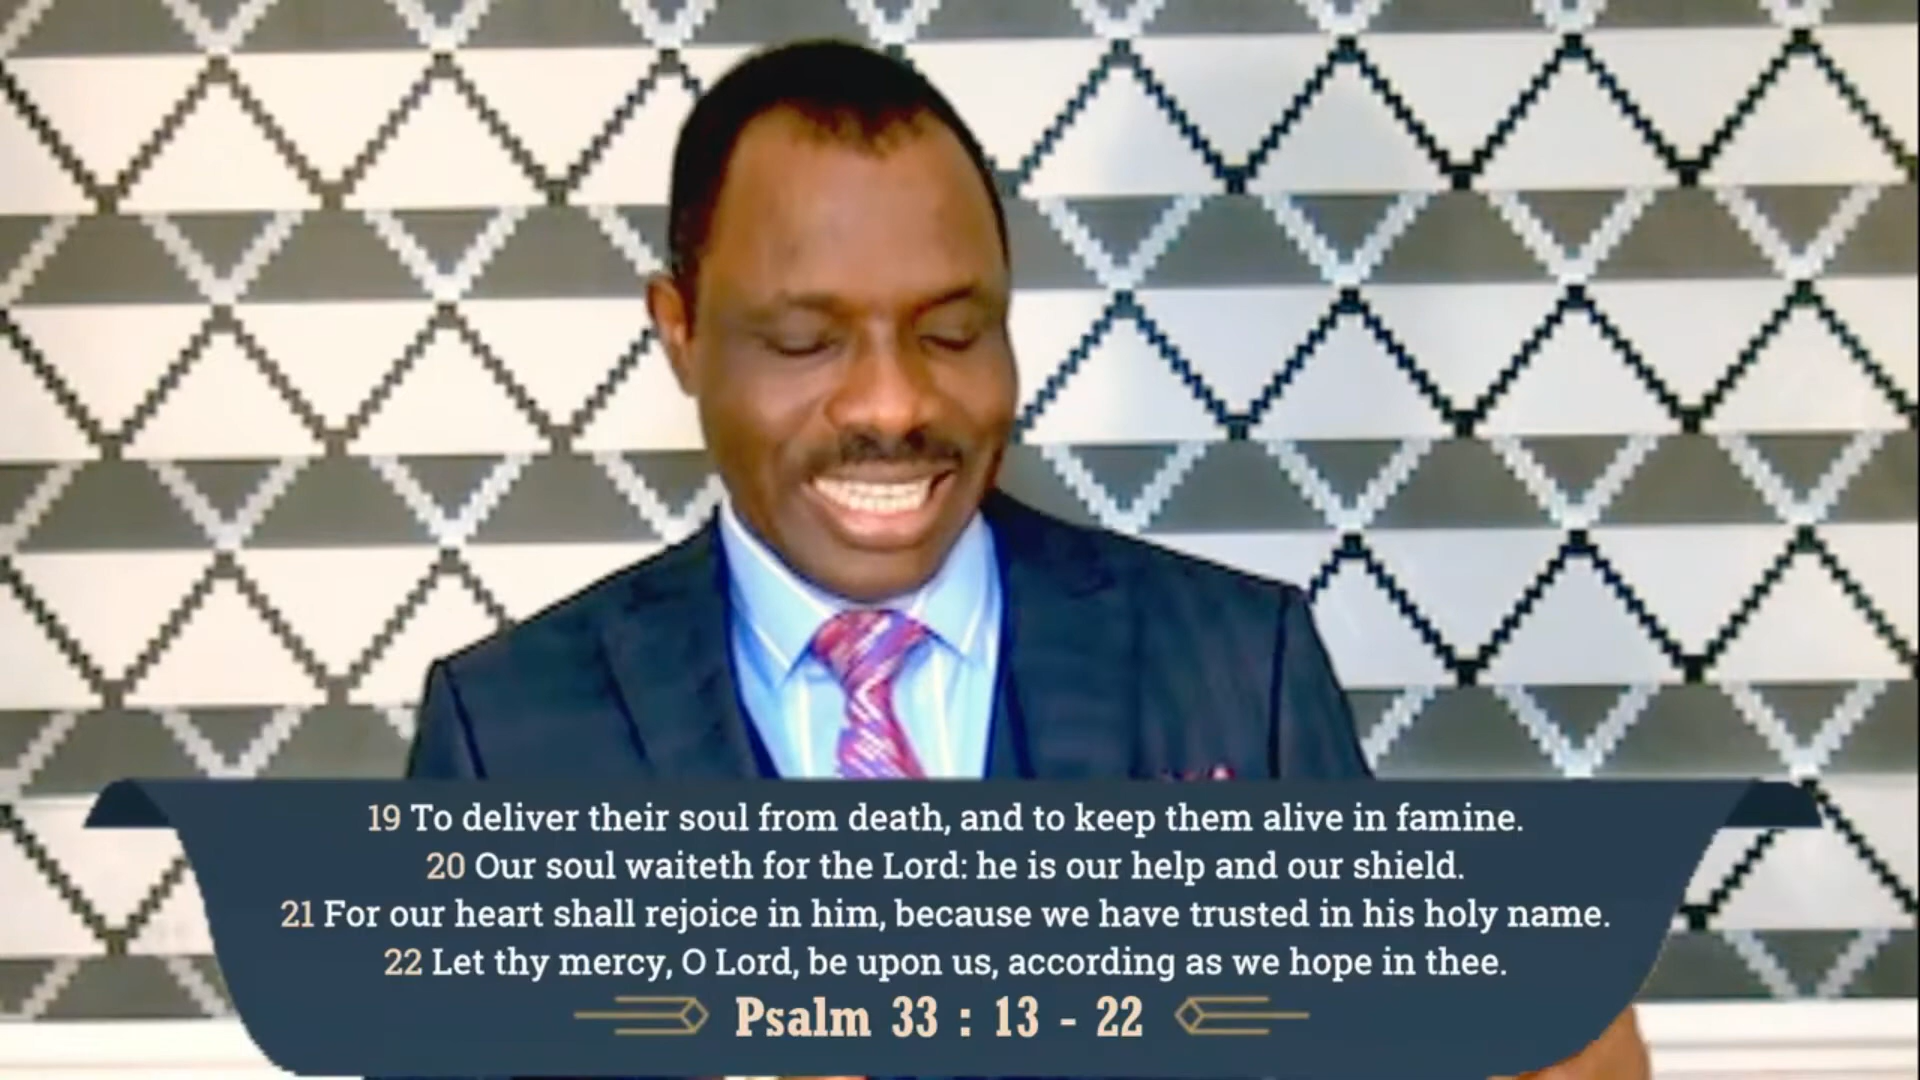 19 To deliver their soul from death, and to keep them alive in famine.
20 Our soul waiteth for the Lord: he is our help and our shield.
21 For our heart shall rejoice in him, because we have trusted in his holy name.
22 Let thy mercy, O Lord, be upon us, according as we hope in thee.
Psalm 33 : 13 - 22